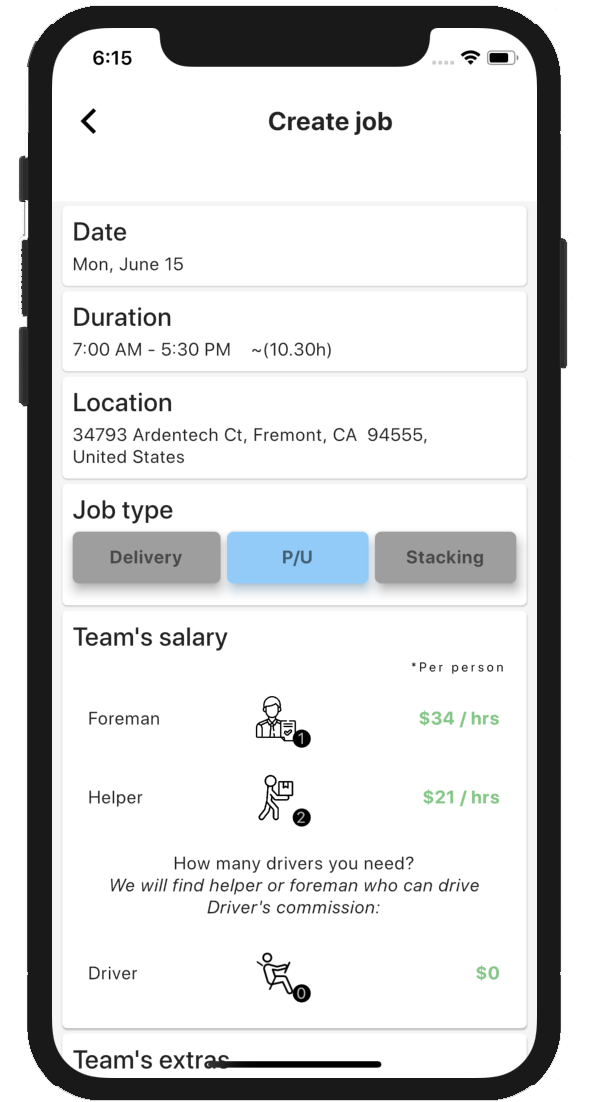 6:15
Create job
Date
Mon, June 15
Duration
7:00 AM - 5:30 PM ~(10.30h)
Location
34793 Ardentech Ct, Fremont, CA 94555,
United States
Job type
Delivery P/U Stacking
Team's salary
*Per person
Foreman 1 $34 / hrs
Helper 2 $21 / hrs
How many drivers you need?
We will find helper or foreman who can drive
Driver's commission:
Driver 0 $0
Team's extras